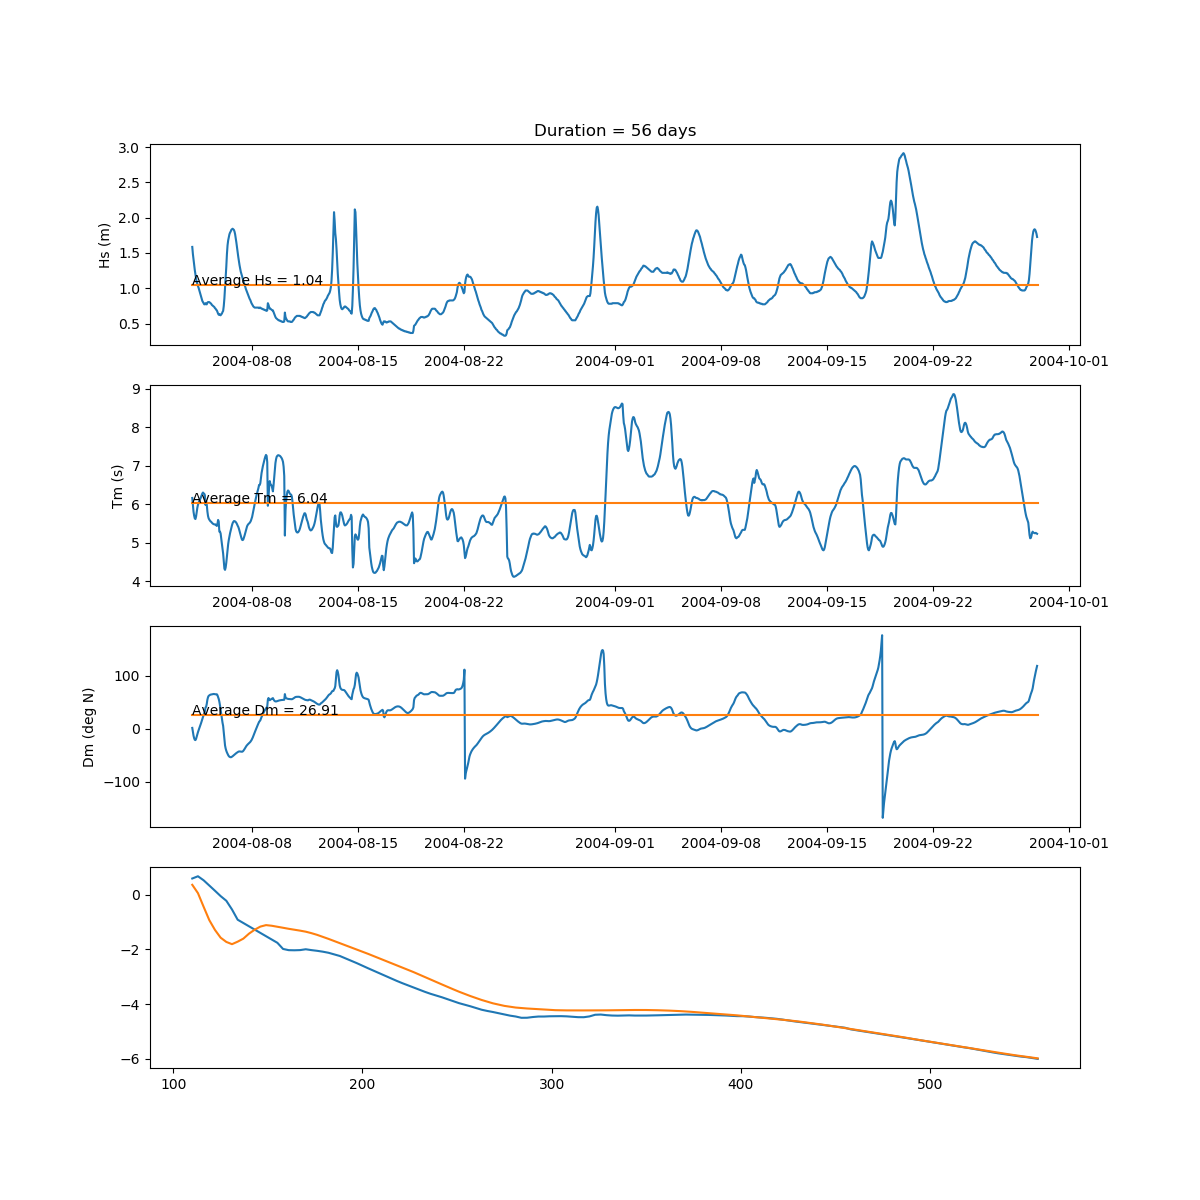 Duration = 56 days
3.0
2.5
2.0
1.5
1.0
0.5
Hs (m)
Average Hs = 1.04
2004-08-08 2004-08-15 2004-08-22 2004-09-01 2004-09-08 2004-09-15 2004-09-22 2004-10-01
9
8
7
6
5
4
Tm (s)
Average Tm = 6.04
2004-08-08 2004-08-15 2004-08-22 2004-09-01 2004-09-08 2004-09-15 2004-09-22 2004-10-01
100
0
−100
Dm (deg N)
Average Dm = 26.91
2004-08-08 2004-08-15 2004-08-22 2004-09-01 2004-09-08 2004-09-15 2004-09-22 2004-10-01
0
−2
−4
−6
100 200 300 400 500